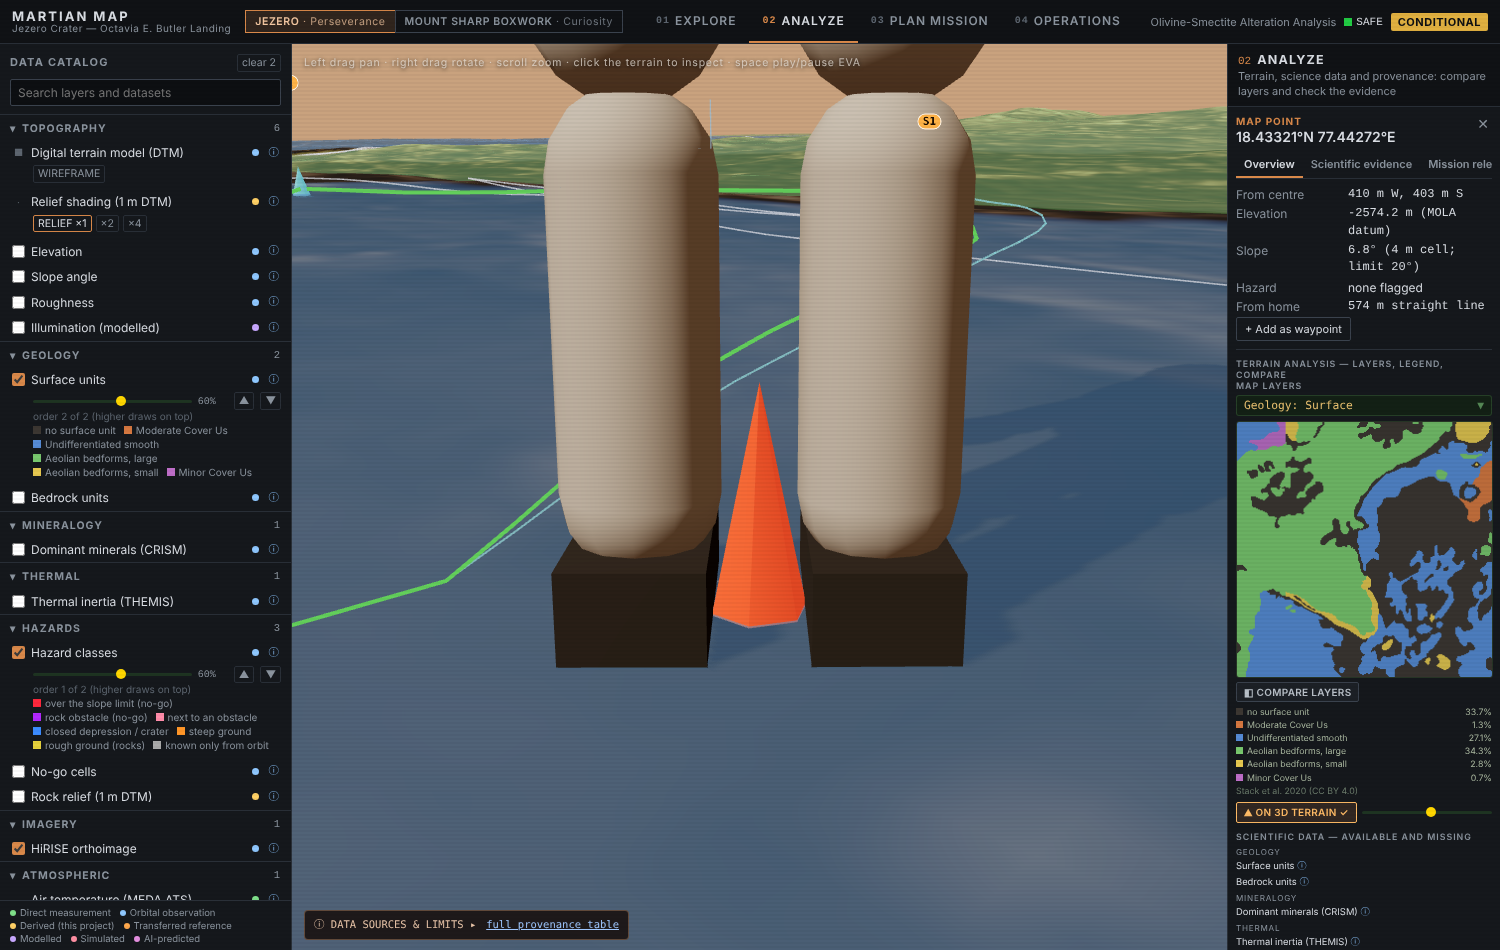 MARTIAN MAP
Jezero Crater — Octavia E. Butler Landing
JEZERO · Perseverance
MOUNT SHARP BOXWORK · Curiosity
01 EXPLORE
02 ANALYZE
03 PLAN MISSION
04 OPERATIONS
Olivine-Smectite Alteration Analysis
SAFE
CONDITIONAL
DATA CATALOG
clear 2
Search layers and datasets
▾ TOPOGRAPHY 6
Digital terrain model (DTM) ⓘ
WIREFRAME
Relief shading (1 m DTM) ⓘ
RELIEF ×1 ×2 ×4
Elevation ⓘ
Slope angle ⓘ
Roughness ⓘ
Illumination (modelled) ⓘ
▾ GEOLOGY 2
Surface units ⓘ
60% ▲ ▼
order 2 of 2 (higher draws on top)
no surface unit Moderate Cover Us
Undifferentiated smooth
Aeolian bedforms, large
Aeolian bedforms, small Minor Cover Us
Bedrock units ⓘ
▾ MINERALOGY 1
Dominant minerals (CRISM) ⓘ
▾ THERMAL 1
Thermal inertia (THEMIS) ⓘ
▾ HAZARDS 3
Hazard classes ⓘ
60% ▲ ▼
order 1 of 2 (higher draws on top)
over the slope limit (no-go)
rock obstacle (no-go) next to an obstacle
closed depression / crater steep ground
rough ground (rocks) known only from orbit
No-go cells ⓘ
Rock relief (1 m DTM) ⓘ
▾ IMAGERY 1
HiRISE orthoimage ⓘ
▾ ATMOSPHERIC 1
Air temperature (MEDA ATS)
Direct measurement Orbital observation
Derived (this project) Transferred reference
Modelled Simulated AI-predicted
Left drag pan · right drag rotate · scroll zoom · click the terrain to inspect · space play/pause EVA
S1
ⓘ DATA SOURCES & LIMITS ▸ full provenance table
02 ANALYZE
Terrain, science data and provenance: compare
layers and check the evidence
MAP POINT
18.43321°N 77.44272°E
✕
Overview Scientific evidence Mission rele
From centre 410 m W, 403 m S
Elevation -2574.2 m (MOLA
datum)
Slope 6.8° (4 m cell;
limit 20°)
Hazard none flagged
From home 574 m straight line
+ Add as waypoint
TERRAIN ANALYSIS — LAYERS, LEGEND,
COMPARE
MAP LAYERS
Geology: Surface ▼
◧ COMPARE LAYERS
no surface unit 33.7%
Moderate Cover Us 1.3%
Undifferentiated smooth 27.1%
Aeolian bedforms, large 34.3%
Aeolian bedforms, small 2.8%
Minor Cover Us 0.7%
Stack et al. 2020 (CC BY 4.0)
▲ ON 3D TERRAIN ✓
SCIENTIFIC DATA — AVAILABLE AND MISSING
GEOLOGY
Surface units ⓘ
Bedrock units ⓘ
MINERALOGY
Dominant minerals (CRISM) ⓘ
THERMAL
Thermal inertia (THEMIS) ⓘ